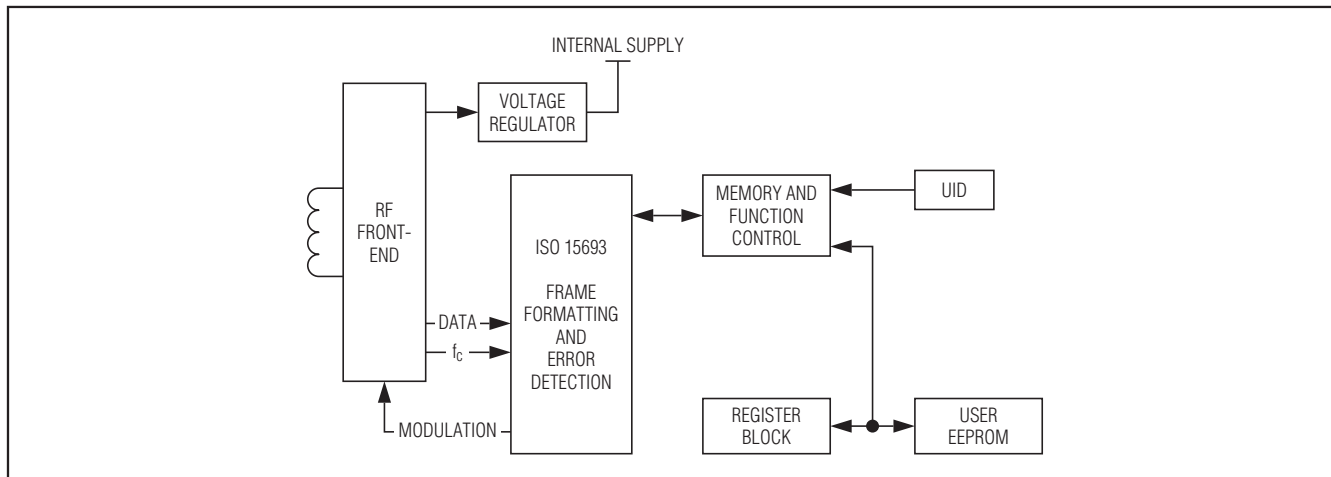 INTERNAL SUPPLY
VOLTAGE
REGULATOR
RF
FRONT-
END
ISO 15693
FRAME
FORMATTING
AND
ERROR
DETECTION
DATA
fC
MODULATION
MEMORY AND
FUNCTION
CONTROL
UID
REGISTER
BLOCK
USER
EEPROM